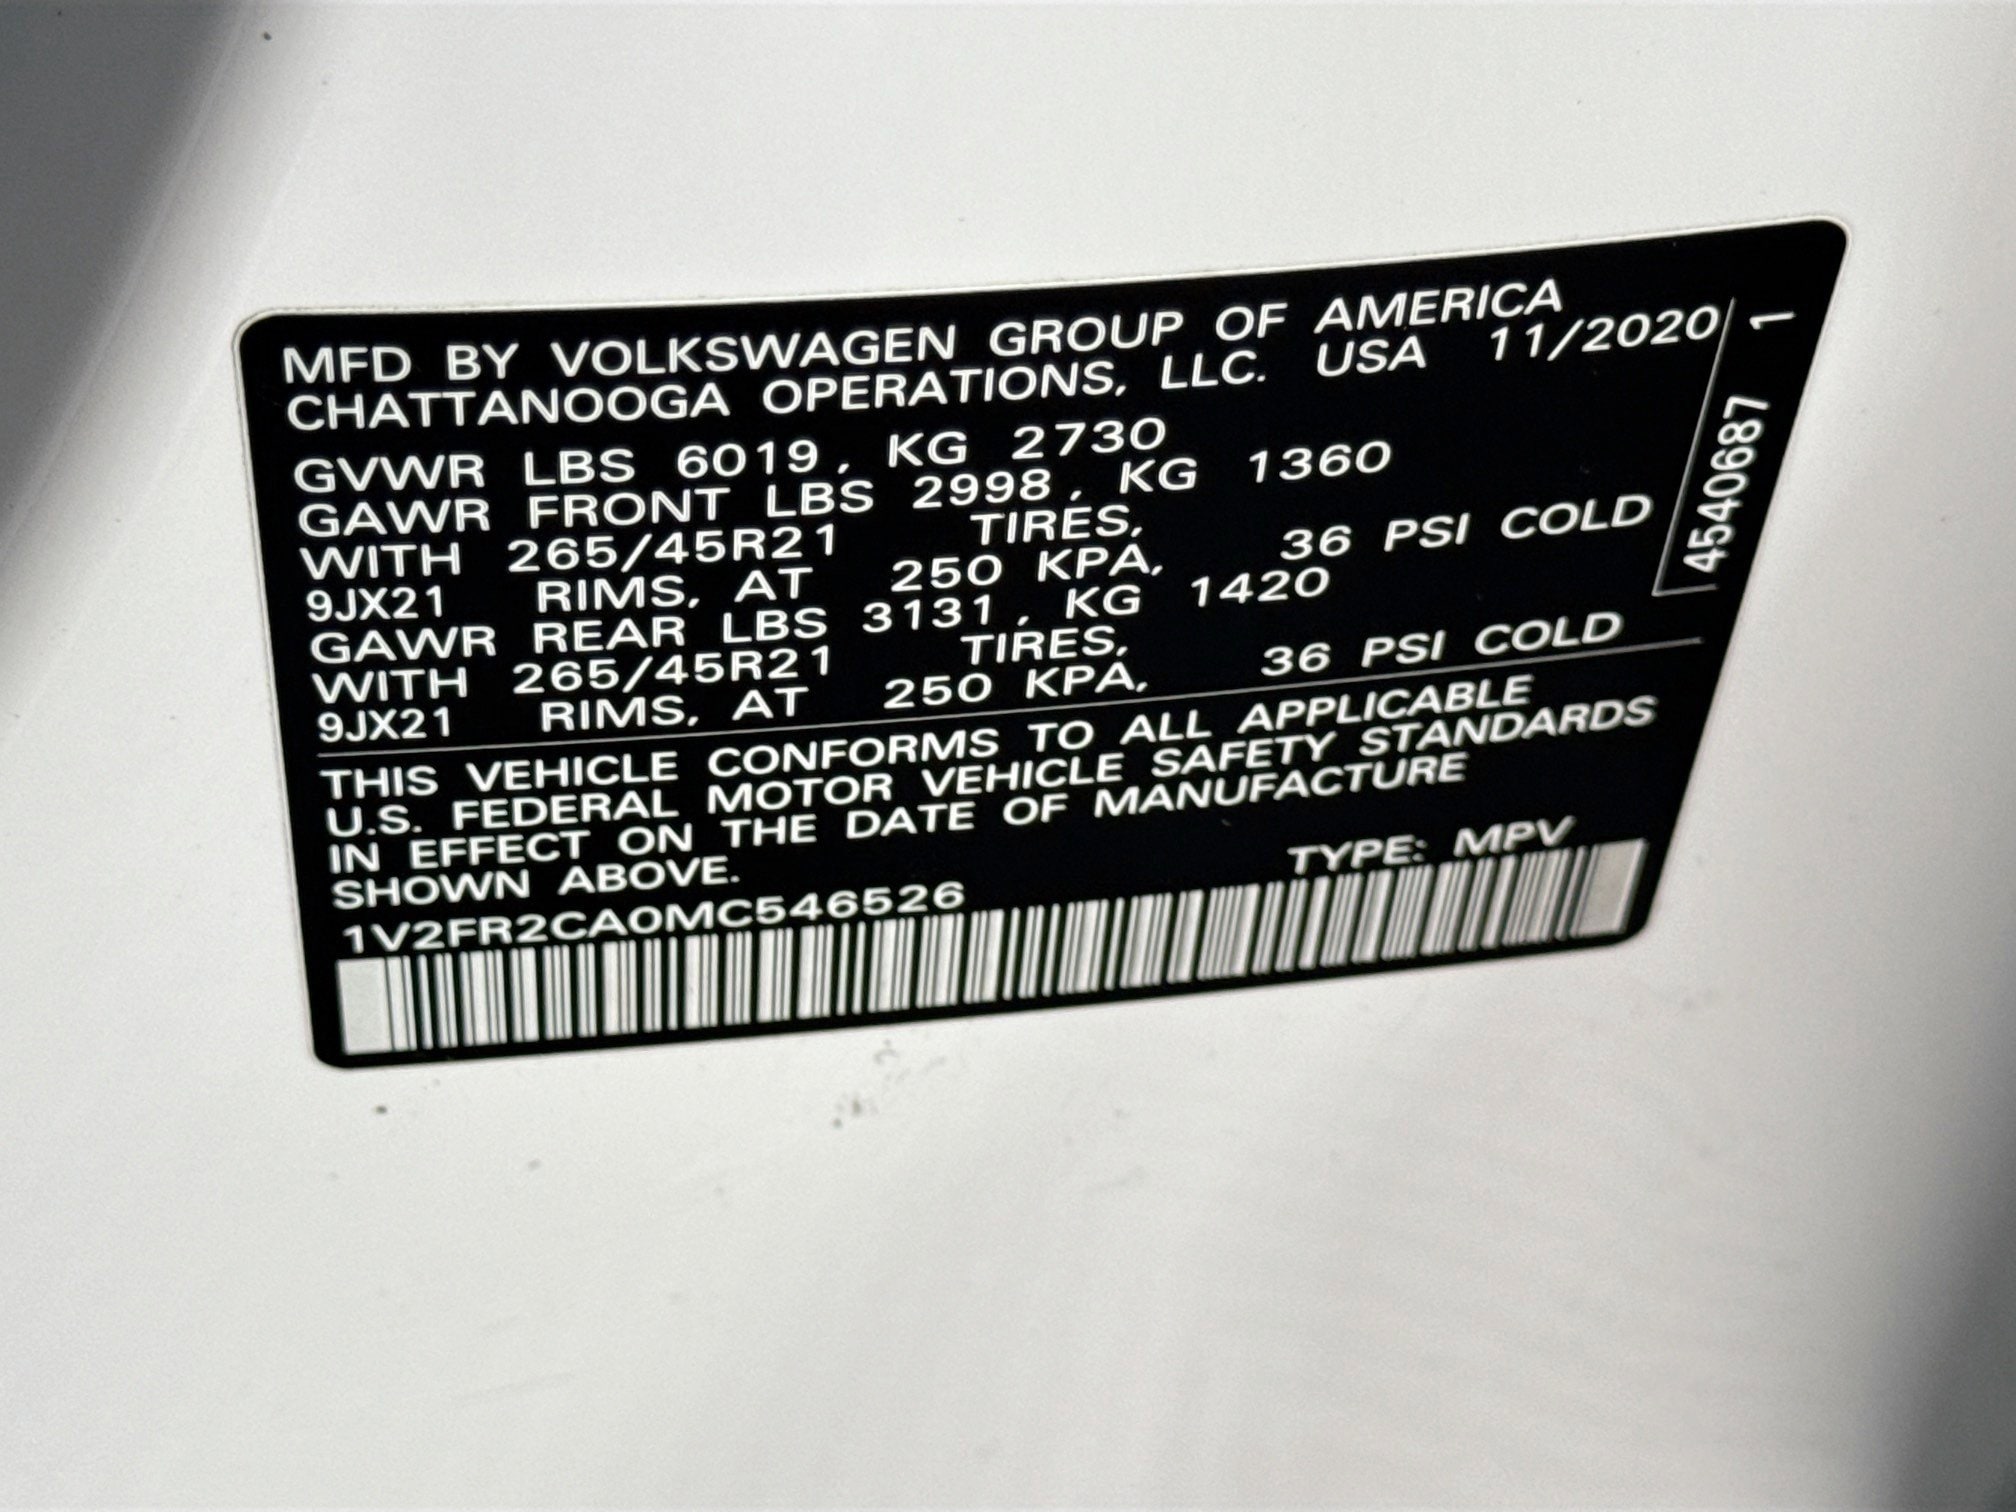 MFD BY VOLKSWAGEN GROUP OF AMERICA
CHATTANOOGA OPERATIONS, LLC. USA 11/2020
GVWR LBS 6019, KG 2730
GAWR FRONT LBS 2998, KG 1360
WITH 265/45R21 TIRES,
9JX21 RIMS, AT 250 KPA, 36 PSI COLD
GAWR REAR LBS 3131, KG 1420
WITH 265/45R21 TIRES,
9JX21 RIMS, AT 250 KPA, 36 PSI COLD
THIS VEHICLE CONFORMS TO ALL APPLICABLE
U.S. FEDERAL MOTOR VEHICLE SAFETY STANDARDS
IN EFFECT ON THE DATE OF MANUFACTURE
SHOWN ABOVE.
TYPE: MPV
1V2FR2CA0MC546526
4540687 1